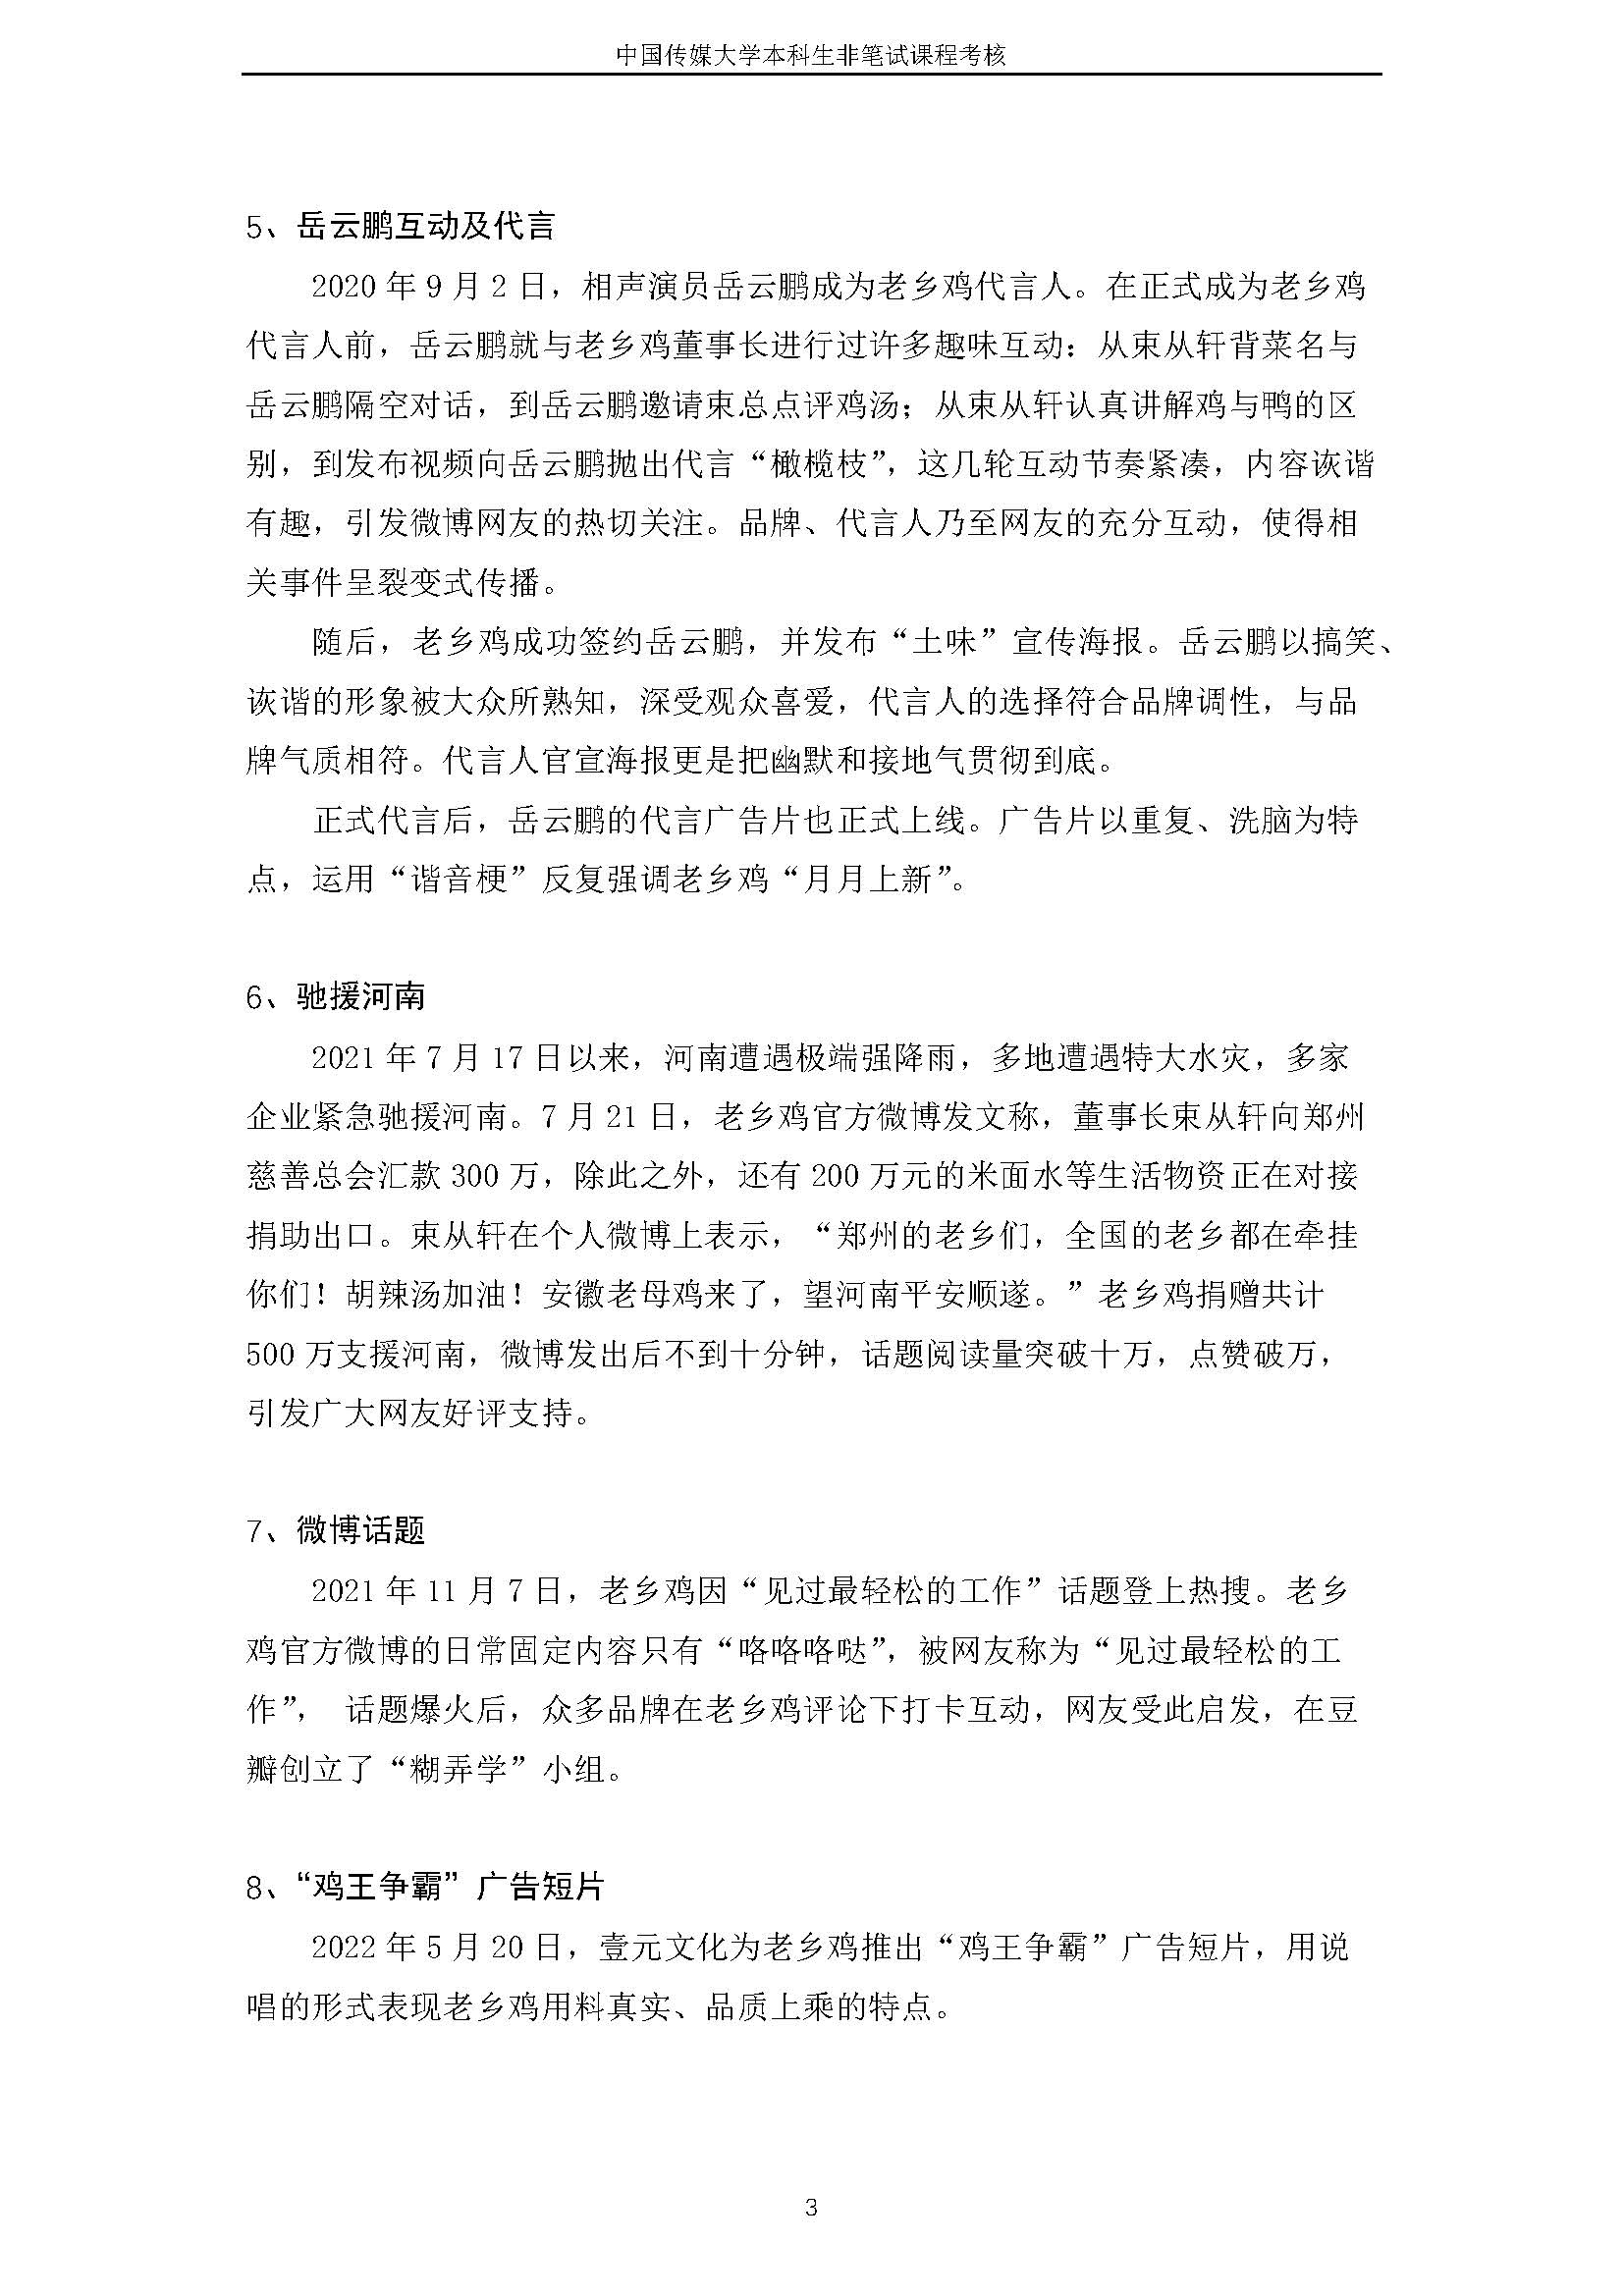 中国传媒大学本科生非笔试课程考核
5、岳云鹏互动及代言
2020 年 9 月 2 日，相声演员岳云鹏成为老乡鸡代言人。在正式成为老乡鸡
代言人前，岳云鹏就与老乡鸡董事长进行过许多趣味互动：从束从轩背菜名与
岳云鹏隔空对话，到岳云鹏邀请束总点评鸡汤；从束从轩认真讲解鸡与鸭的区
别，到发布视频向岳云鹏抛出代言“橄榄枝”，这几轮互动节奏紧凑，内容诙谐
有趣，引发微博网友的热切关注。品牌、代言人乃至网友的充分互动，使得相
关事件呈裂变式传播。
随后，老乡鸡成功签约岳云鹏，并发布“土味”宣传海报。岳云鹏以搞笑、
诙谐的形象被大众所熟知，深受观众喜爱，代言人的选择符合品牌调性，与品
牌气质相符。代言人官宣海报更是把幽默和接地气贯彻到底。
正式代言后，岳云鹏的代言广告片也正式上线。广告片以重复、洗脑为特
点，运用“谐音梗”反复强调老乡鸡“月月上新”。
6、驰援河南
2021 年 7 月 17 日以来，河南遭遇极端强降雨，多地遭遇特大水灾，多家
企业紧急驰援河南。7 月 21 日，老乡鸡官方微博发文称，董事长束从轩向郑州
慈善总会汇款 300 万，除此之外，还有 200 万元的米面水等生活物资正在对接
捐助出口。束从轩在个人微博上表示，“郑州的老乡们，全国的老乡都在牵挂
你们！胡辣汤加油！安徽老母鸡来了，望河南平安顺遂。”老乡鸡捐赠共计
500 万支援河南，微博发出后不到十分钟，话题阅读量突破十万，点赞破万，
引发广大网友好评支持。
7、微博话题
2021 年 11 月 7 日，老乡鸡因“见过最轻松的工作”话题登上热搜。老乡
鸡官方微博的日常固定内容只有“咯咯咯哒”，被网友称为“见过最轻松的工
作”， 话题爆火后，众多品牌在老乡鸡评论下打卡互动，网友受此启发，在豆
瓣创立了“糊弄学”小组。
8、“鸡王争霸”广告短片
2022 年 5 月 20 日，壹元文化为老乡鸡推出“鸡王争霸”广告短片，用说
唱的形式表现老乡鸡用料真实、品质上乘的特点。
3